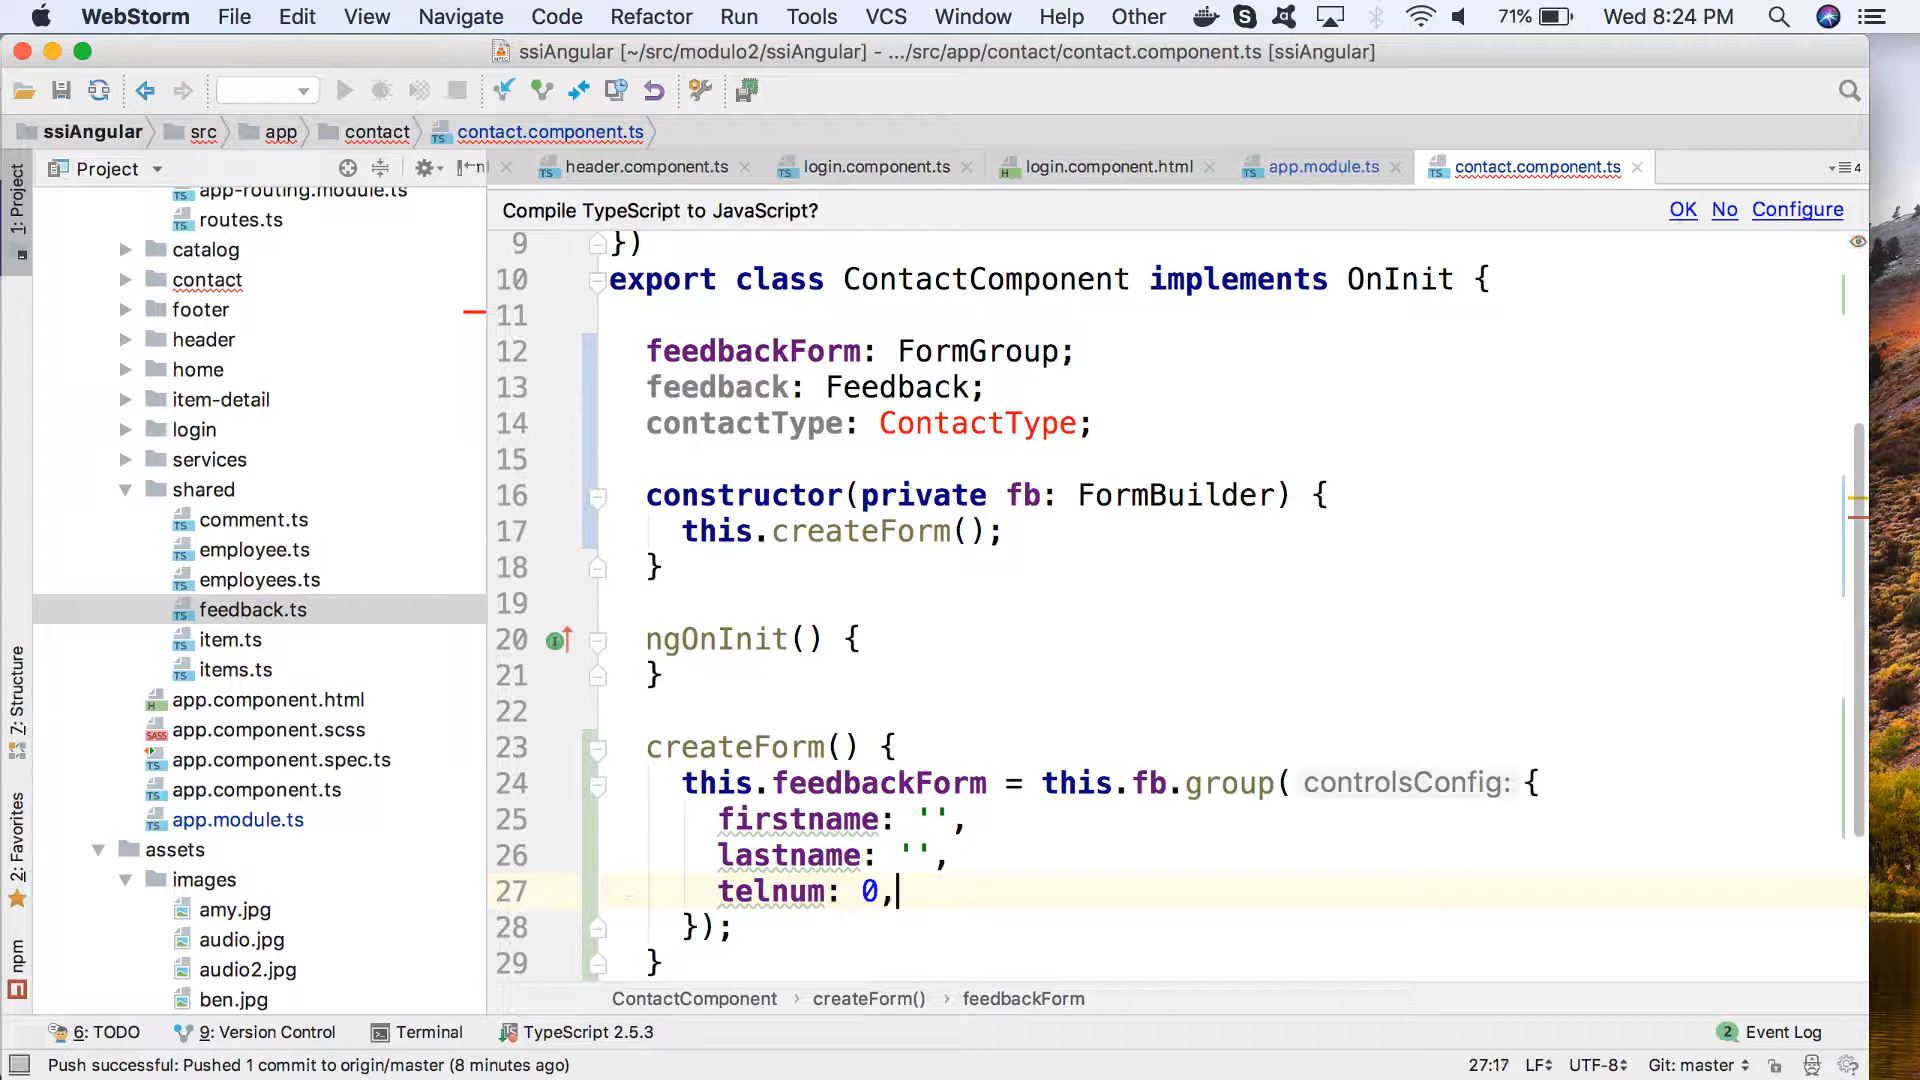 WebStorm File Edit View Navigate Code Refactor Run Tools VCS Window Help Other 71% Wed 8:24 PM
ssiAngular [~/src/modulo2/ssiAngular] - .../src/app/contact/contact.component.ts [ssiAngular]
ssiAngular src app contact contact.component.ts
Project
header.component.ts login.component.ts login.component.html app.module.ts contact.component.ts 4
Compile TypeScript to JavaScript? OK No Configure
1: Project
Z: Structure
2: Favorites
npm
app-routing.module.ts
routes.ts
catalog
contact
footer
header
home
item-detail
login
services
shared
comment.ts
employee.ts
employees.ts
feedback.ts
item.ts
items.ts
app.component.html
app.component.scss
app.component.spec.ts
app.component.ts
app.module.ts
assets
images
amy.jpg
audio.jpg
audio2.jpg
ben.jpg
9 })
10 export class ContactComponent implements OnInit {
11
12 feedbackForm: FormGroup;
13 feedback: Feedback;
14 contactType: ContactType;
15
16 constructor(private fb: FormBuilder) {
17 this.createForm();
18 }
19
20 ngOnInit() {
21 }
22
23 createForm() {
24 this.feedbackForm = this.fb.group( controlsConfig: {
25 firstname: '',
26 lastname: '',
27 telnum: 0,
28 });
29 }
ContactComponent › createForm() › feedbackForm
6: TODO 9: Version Control Terminal TypeScript 2.5.3 2 Event Log
Push successful: Pushed 1 commit to origin/master (8 minutes ago) 27:17 LF UTF-8 Git: master